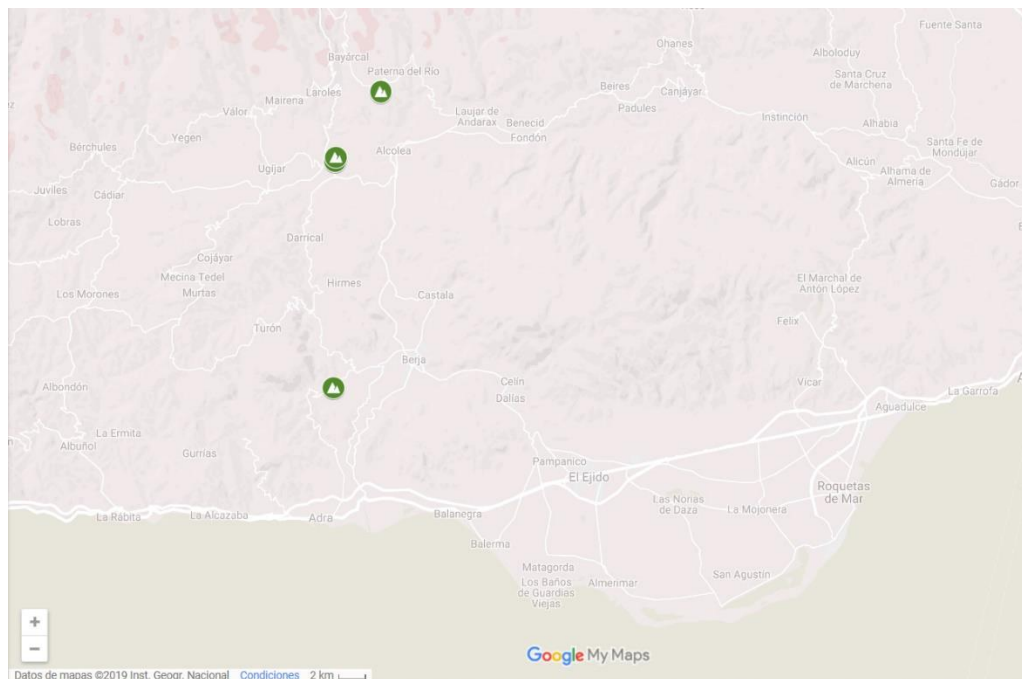 Fuente Santa
Ohanes
Alboloduy
Bayárcal
Paterna del Río
Santa Cruz
de Marchena
Laroles
Beires
Canjáyar
Mairena
Válor
Padules
Laujar de
Andarax
Benecid
Fondón
Instinción
Alhabia
Yegen
Bérchules
Santa Fe de
Mondújar
Alcolea
Ugíjar
Alicún
Alhama de
Almería
Gádor
Juviles
Cádiar
Lobras
Darrical
Cojáyar
Mecina Tedel
Murtas
Hirmes
El Marchal de
Antón López
Los Morones
Castala
Turón
Felix
Berja
Celín
Dalías
Vícar
Albondón
La Garrofa
Aguadulce
La Ermita
Albuñol
Gurrías
Pampanico
El Ejido
Roquetas
de Mar
Las Norias
de Daza
La Mojonera
La Rábita
La Alcazaba
Adra
Balanegra
Balerma
Matagorda
Los Baños
de Guardias
Viejas
Almerimar
San Agustín
+
−
Google My Maps
Datos de mapas ©2019 Inst. Geogr. Nacional Condiciones 2 km